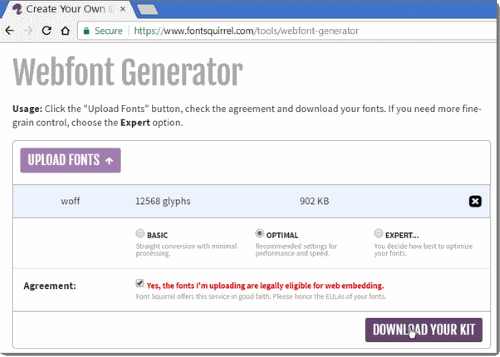 Create Your Own
Secure
https://www.fontsquirrel.com/tools/webfont-generator
Webfont Generator
Usage: Click the "Upload Fonts" button, check the agreement and download your fonts. If you need more fine-
grain control, choose the Expert option.
UPLOAD FONTS
woff 12568 glyphs 902 KB
BASIC OPTIMAL EXPERT...
Straight conversion with minimal Recommended settings for You decide how best to optimize
processing. performance and speed. your fonts.
Agreement: Yes, the fonts I'm uploading are legally eligible for web embedding.
Font Squirrel offers this service in good faith. Please honor the EULAs of your fonts.
DOWNLOAD YOUR KIT